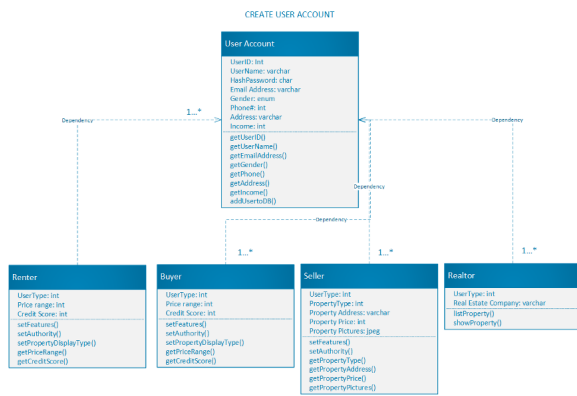 CREATE USER ACCOUNT
User Account
UserID: int
UserName: varchar
HashPassword: char
Email Address: varchar
Gender: enum
Phone#: int
Address: varchar
Income: int
getUserID()
getUserName()
getEmailAddress()
getGender()
getPhone()
getAddress()
getIncome()
addUsertoDB()
1...*
Dependency
Dependency
Dependency
Dependency
1...*
1...*
1...*
Renter
UserType: int
Price range: int
Credit Score: int
setFeatures()
setAuthority()
setPropertyDisplayType()
getPriceRange()
getCreditScore()
Buyer
UserType: int
Price range: int
Credit Score: int
setFeatures()
setAuthority()
setPropertyDisplayType()
getPriceRange()
getCreditScore()
Seller
UserType: int
PropertyType: int
Property Address: varchar
Property Price: int
Property Pictures: jpeg
setFeatures()
setAuthority()
getPropertyType()
getPropertyAddress()
getPropertyPrice()
getPropertyPictures()
Realtor
UserType: int
Real Estate Company: varchar
listProperty()
showProperty()